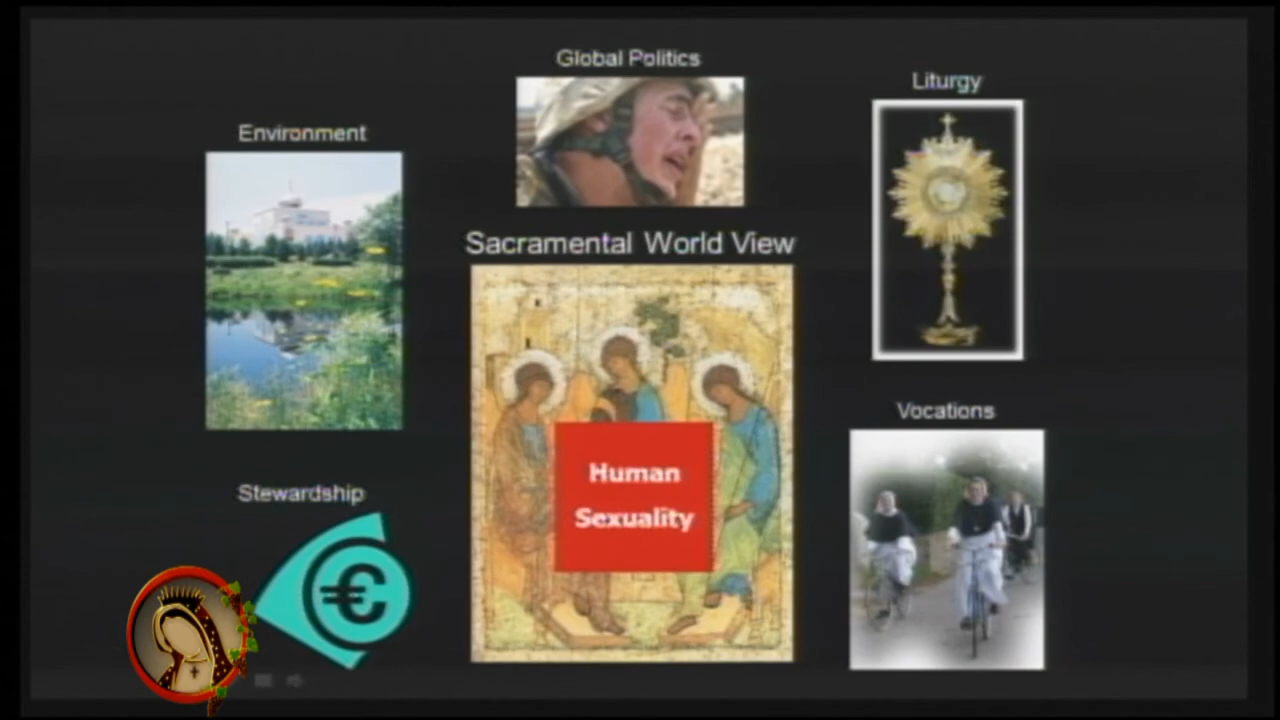 Global Politics
Liturgy
Environment
Sacramental World View
Vocations
Human
Sexuality
Stewardship
€